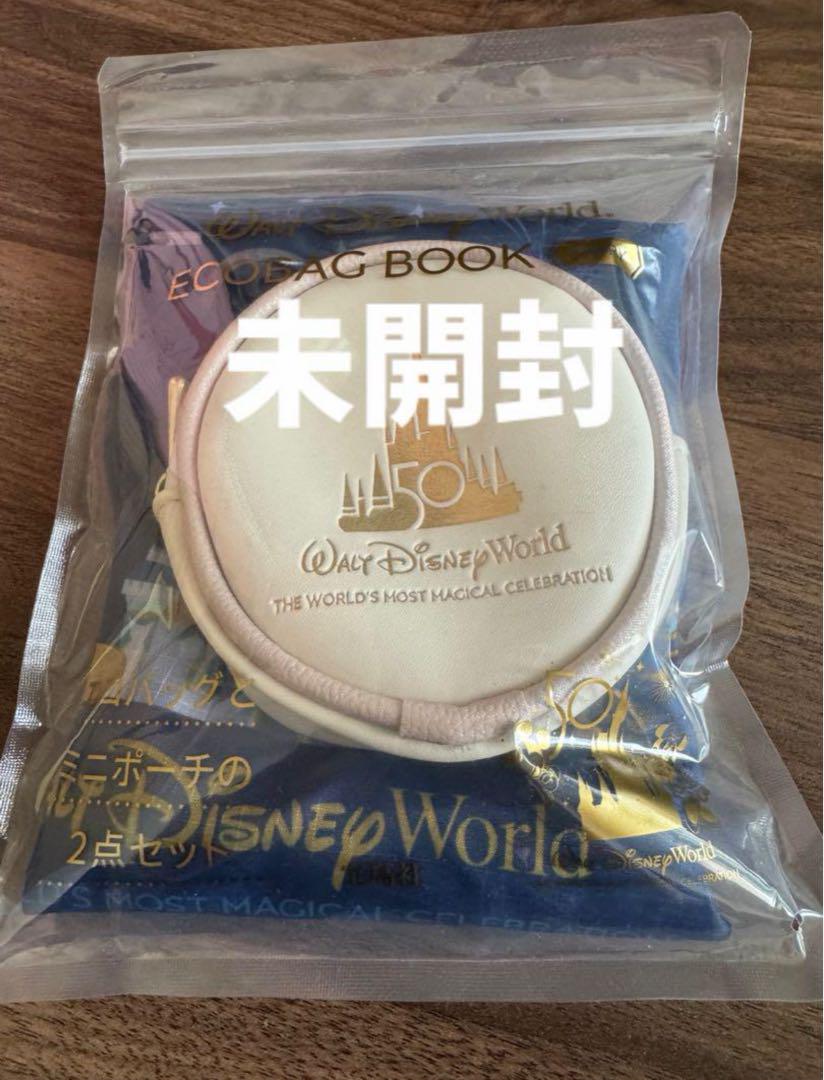 Walt Disney World.
ECOBAG BOOK
未開封
50
Walt Disney World
THE WORLD'S MOST MAGICAL CELEBRATION
コバッグと
ミニポーチの
2点セット
Disney World
'S MOST MAGICAL CELEBRATION
50
Walt Disney World